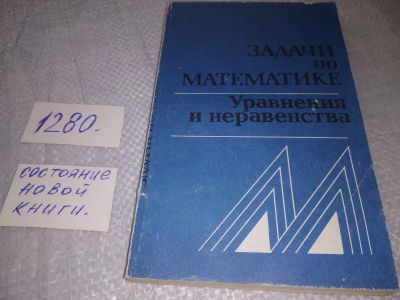 ЗАДАЧИ
по
МАТЕМАТИКЕ
Уравнения
и неравенства
1280.
СОСТОЯНИЕ
НОВОЙ
КНИГИ.